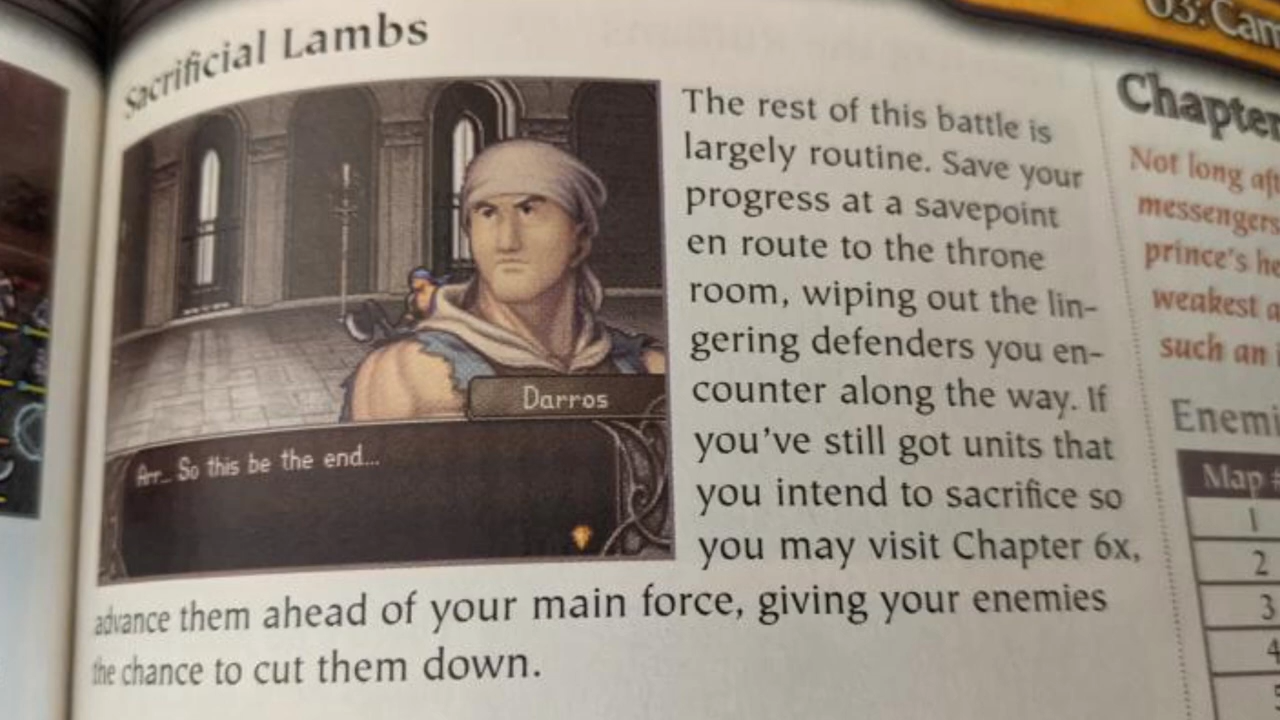 Sacrificial Lambs
Darros
Arr... So this be the end...
The rest of this battle is
largely routine. Save your
progress at a savepoint
en route to the throne
room, wiping out the lin-
gering defenders you en-
counter along the way. If
you've still got units that
you intend to sacrifice so
you may visit Chapter 6x,
advance them ahead of your main force, giving your enemies
the chance to cut them down.
03: Cam
Chapter
Not long aft
messengers
prince's he
weakest a
such an i
Enemi
Map #
1
2
3
4